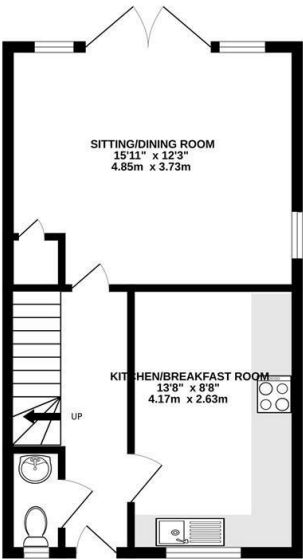 SITTING/DINING ROOM
15'11" x 12'3"
4.85m x 3.73m
KITCHEN/BREAKFAST ROOM
13'8" x 8'8"
4.17m x 2.63m
UP